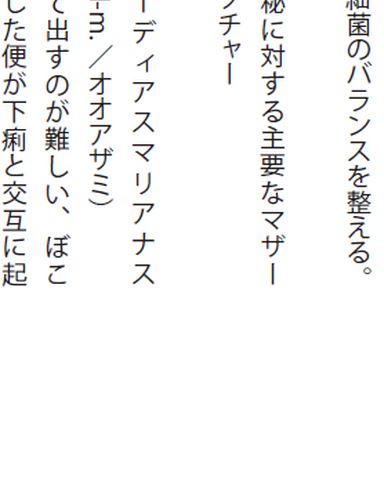 細菌のバランスを整える。
秘に対する主要なマザー
クチャー
ーディアスマリアナス
m.／オオアザミ）
て出すのが難しい、ぼこ
した便が下痢と交互に起